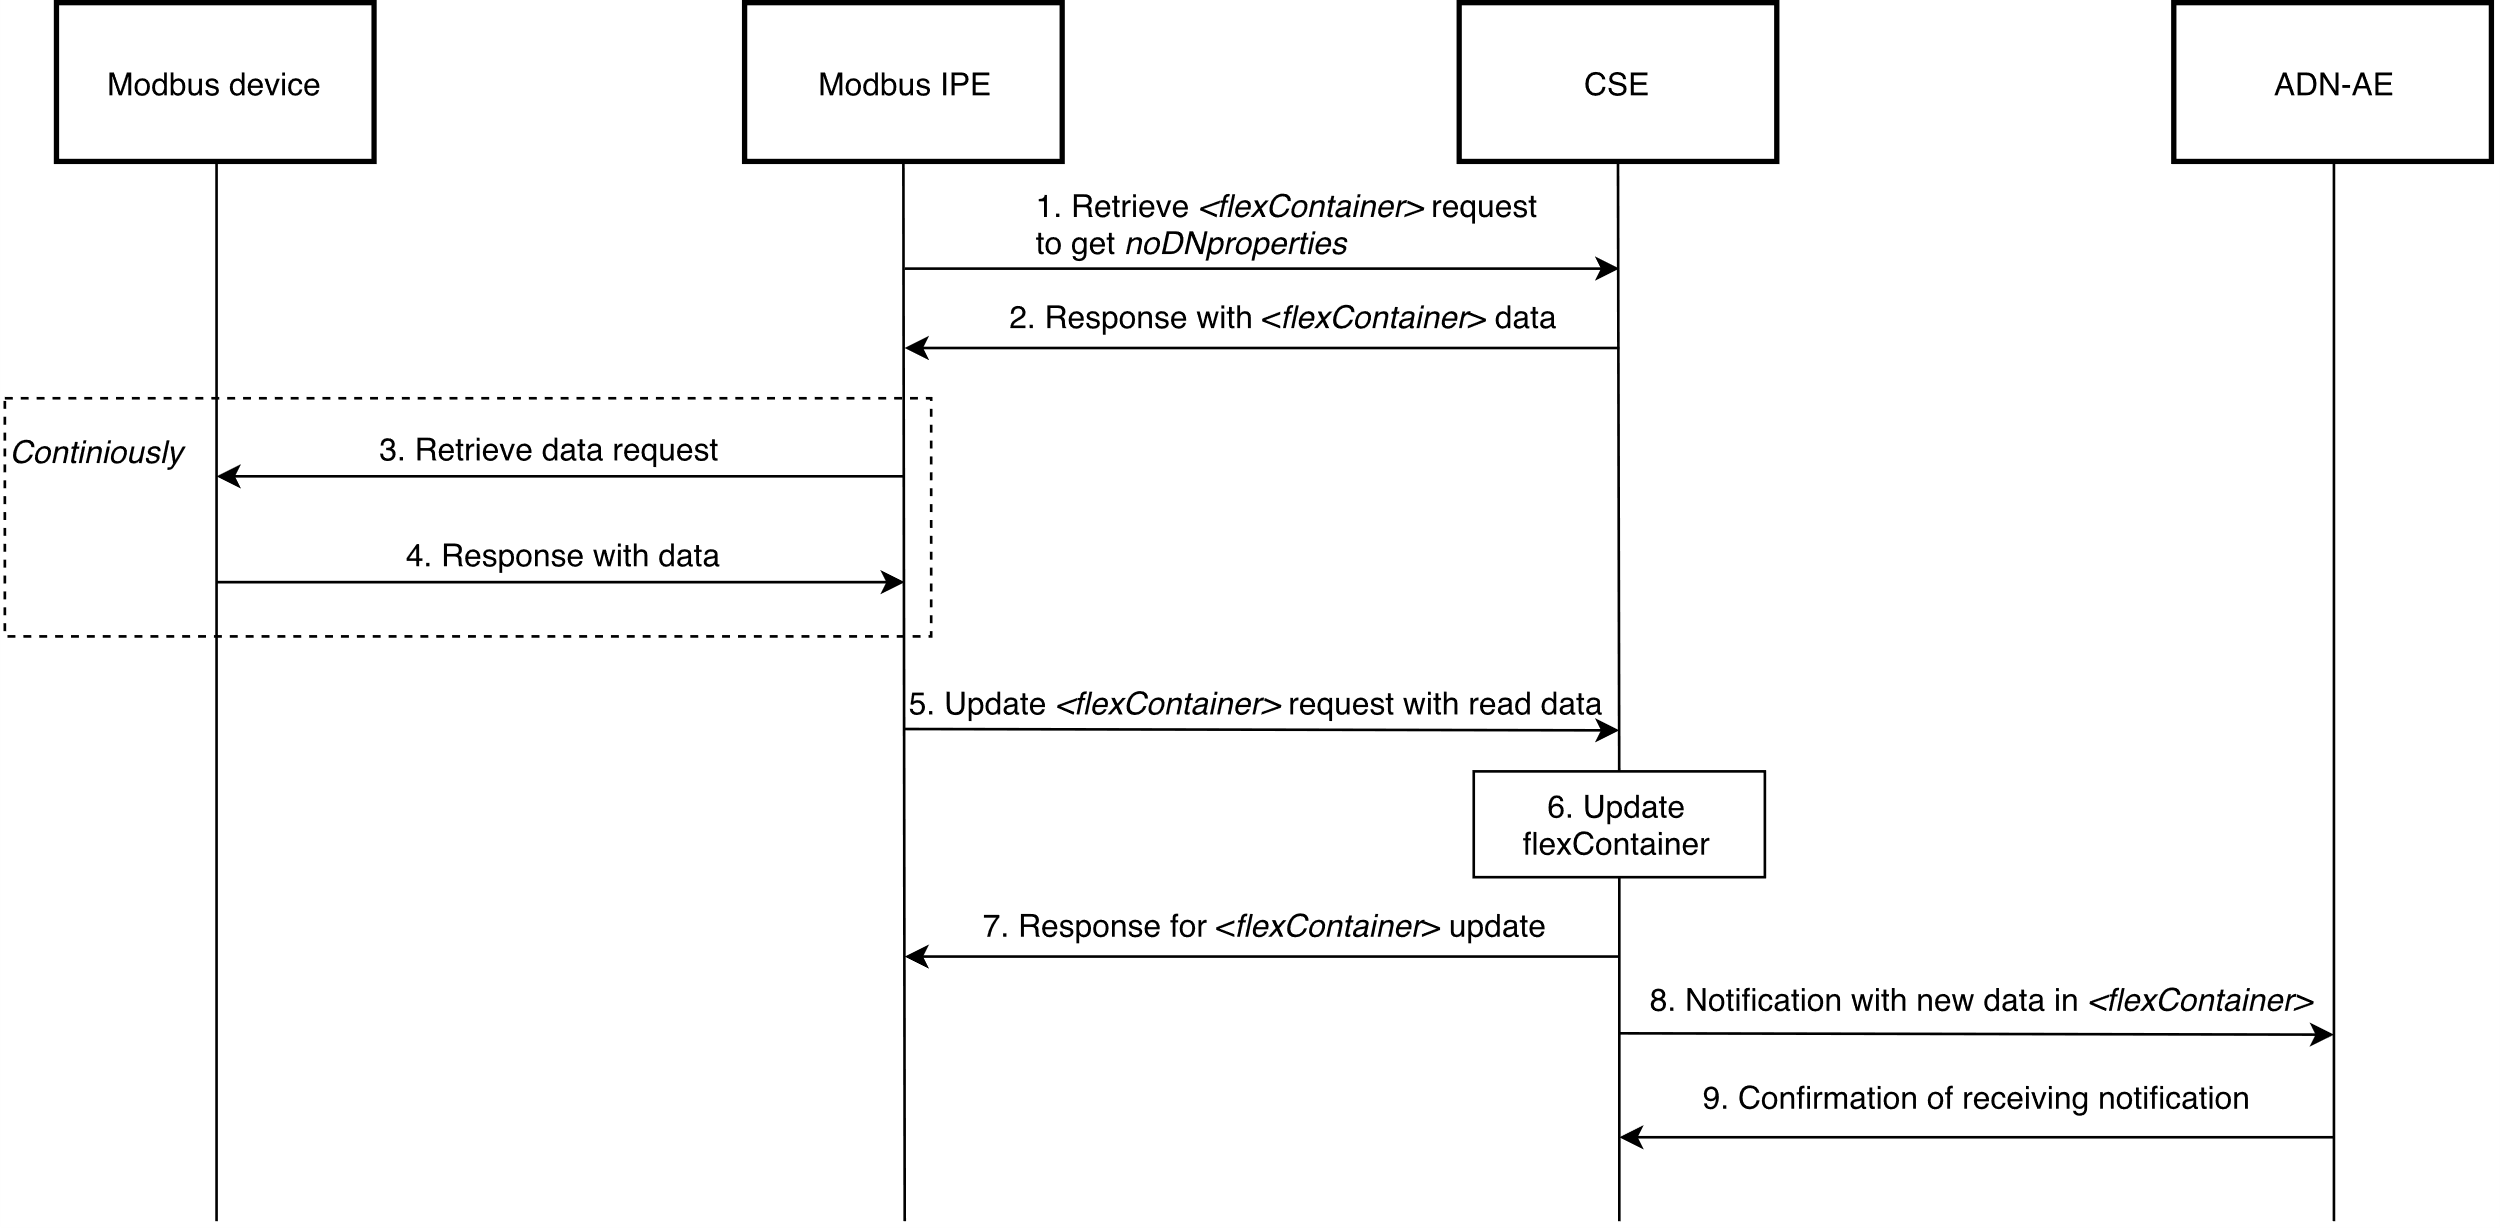 Modbus device
Modbus IPE
CSE
ADN-AE
1. Retrieve <flexContainer> request
to get noDNproperties
2. Response with <flexContainer> data
Continiously
3. Retrieve data request
4. Response with data
5. Update <flexContainer> request with read data
6. Update
flexContainer
7. Response for <flexContainer> update
8. Notification with new data in <flexContainer>
9. Confirmation of receiving notification